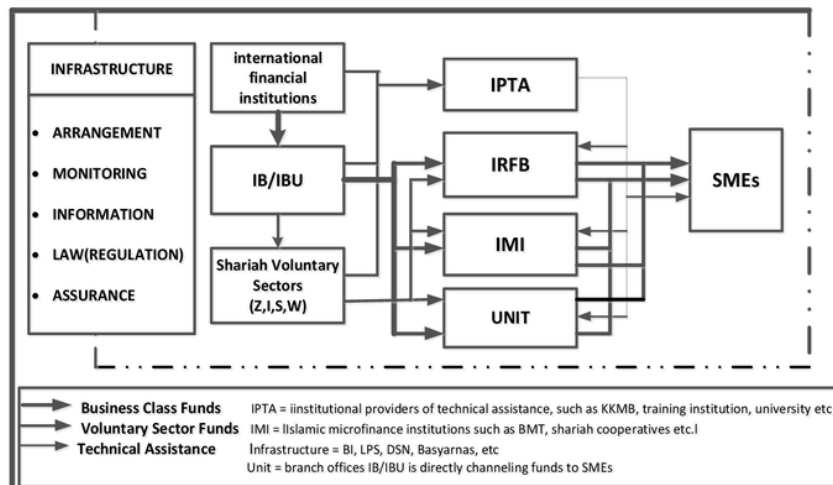 INFRASTRUCTURE
• ARRANGEMENT
• MONITORING
• INFORMATION
• LAW(REGULATION)
• ASSURANCE
international
financial
institutions
IB/IBU
Shariah Voluntary
Sectors
(Z,I,S,W)
IPTA
IRFB
IMI
UNIT
SMEs
Business Class Funds
Voluntary Sector Funds
Technical Assistance
IPTA = iinstitutional providers of technical assistance, such as KKMB, training institution, university etc
IMI = lIslamic microfinance institutions such as BMT, shariah cooperatives etc.l
Infrastructure = BI, LPS, DSN, Basyarnas, etc
Unit = branch offices IB/IBU is directly channeling funds to SMEs